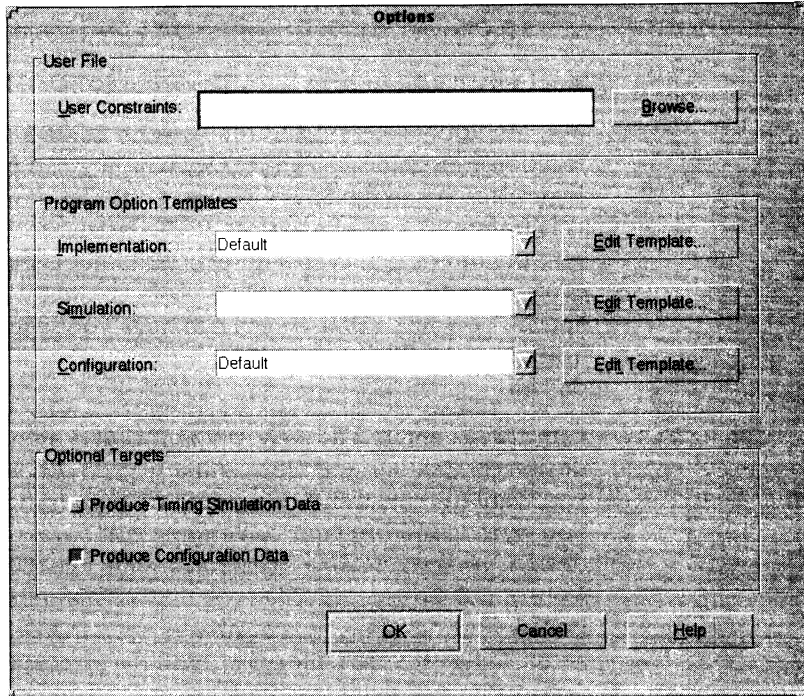 Options
User File
User Constraints:
Browse...
Program Option Templates
Implementation: Default Edit Template...
Simulation: Edit Template...
Configuration: Default Edit Template...
Optional Targets
Produce Timing Simulation Data
Produce Configuration Data
OK Cancel Help